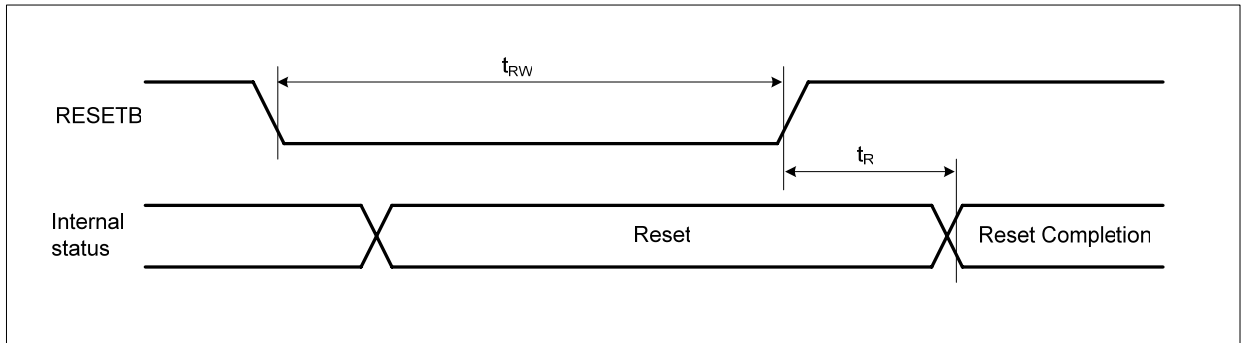 tRW
RESETB
tR
Internal
status
Reset
Reset Completion